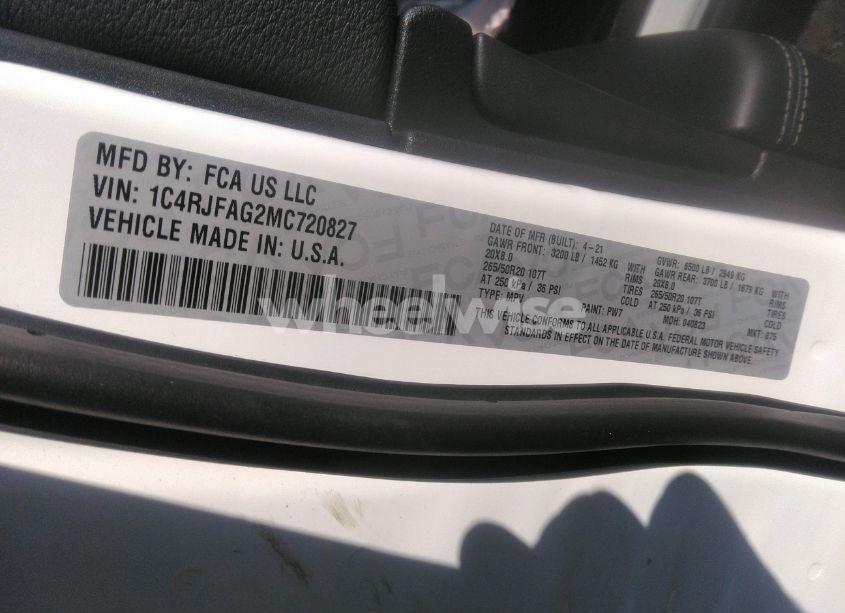 MFD BY: FCA US LLC
VIN: 1C4RJFAG2MC720827
VEHICLE MADE IN: U.S.A.
DATE OF MFR (BUILT): 4-21 GVWR: 6500 LB / 2949 KG
GAWR FRONT: 3200 LB / 1452 KG WITH GAWR REAR: 3700 LB / 1679 KG WITH
20X8.0 RIMS 20X8.0 RIMS
265/50R20 107T TIRES 265/50R20 107T TIRES
AT 250 kPa / 36 PSI COLD AT 250 kPa / 36 PSI COLD
TYPE: MPV PAINT: PW7 MDH: 040823 MKT: 675
THIS VEHICLE CONFORMS TO ALL APPLICABLE U.S.A. FEDERAL MOTOR VEHICLE SAFETY
STANDARDS IN EFFECT ON THE DATE OF MANUFACTURE SHOWN ABOVE.
wheelwise